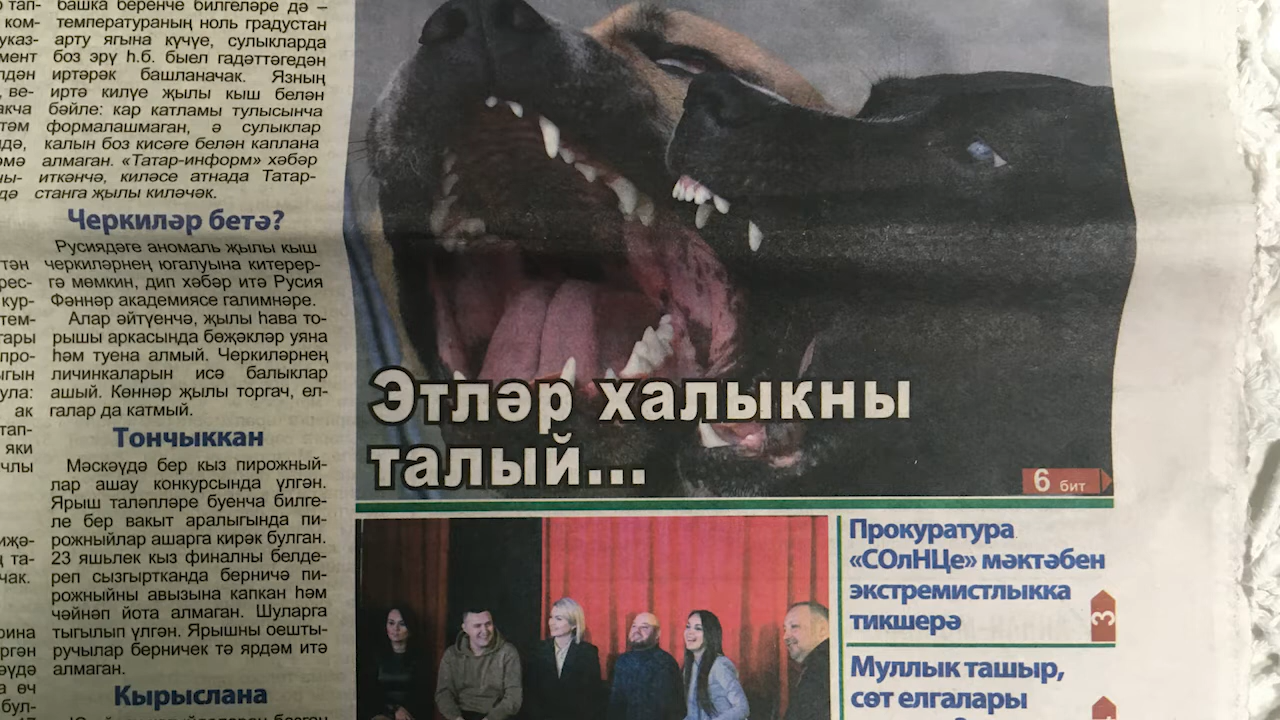 башка беренче билгеләре дә –
температураның ноль градустан
арту ягына күчүе, сулыкларда
боз эрү һ.б. быел гадәттәгедән
иртәрәк башланачак. Язның
иртә килүе җылы кыш белән
бәйле: кар катламы тулысынча
формалашмаган, ә сулыклар
калын боз кисәге белән каплана
алмаган. «Татар-информ» хәбәр
иткәнчә, киләсе атнада Татар-
станга җылы киләчәк.
Черкиләр бетә?
Русиядәге аномаль җылы кыш
черкиләрнең югалуына китерер-
гә мөмкин, дип хәбәр итә Русия
Фәннәр академиясе галимнәре.
Алар әйтүенчә, җылы һава то-
рышы аркасында бөҗәкләр уяна
һәм туена алмый. Черкиләрнең
личинкаларын исә балыклар
ашый. Көннәр җылы торгач, ел-
галар да катмый.
Тончыккан
Мәскәүдә бер кыз пирожный-
лар ашау конкурсында үлгән.
Ярыш таләпләре буенча билге-
ле бер вакыт аралыгында пи-
рожныйлар ашарга кирәк булган.
23 яшьлек кыз финалны белде-
реп сызгыртканда берничә пи-
рожныйны авызына капкан һәм
чәйнәп йота алмаган. Шуларга
тыгылып үлгән. Ярышны оешты-
ручылар берничек тә ярдәм итә
алмаган.
Кырыслана
Этләр халыкны
талый...
6 бит
Прокуратура
«СОлНЦе» мәктәбен
экстремистлыкка
тикшерә
3
Муллык ташыр,
сөт елгалары